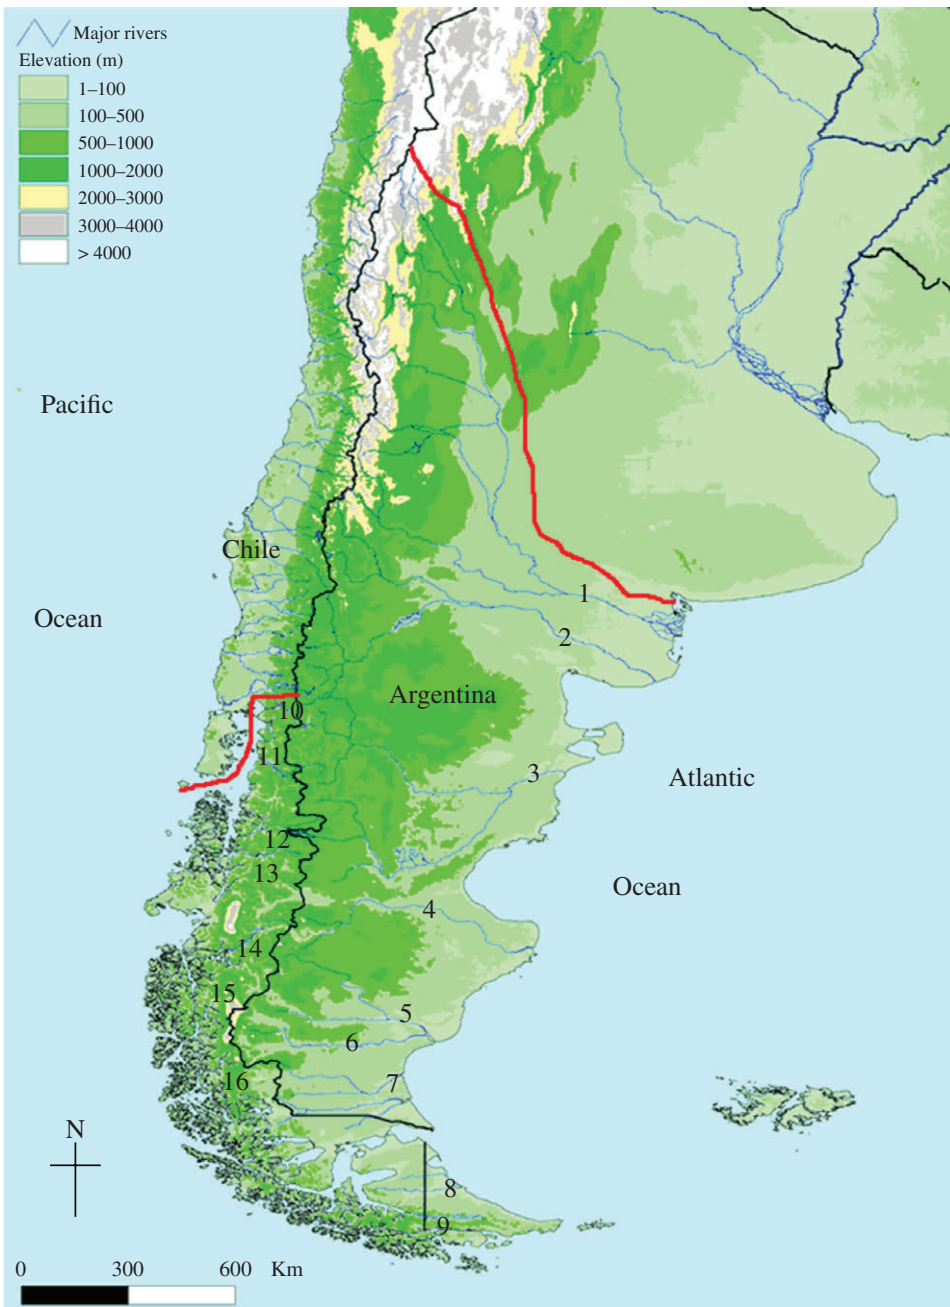 Major rivers
Elevation (m)
1–100
100–500
500–1000
1000–2000
2000–3000
3000–4000
> 4000
Pacific
Chile
Ocean
1
2
Argentina
10
11
3
Atlantic
12
13
Ocean
4
14
15
5
6
16
7
N
8
9
0 300 600 Km